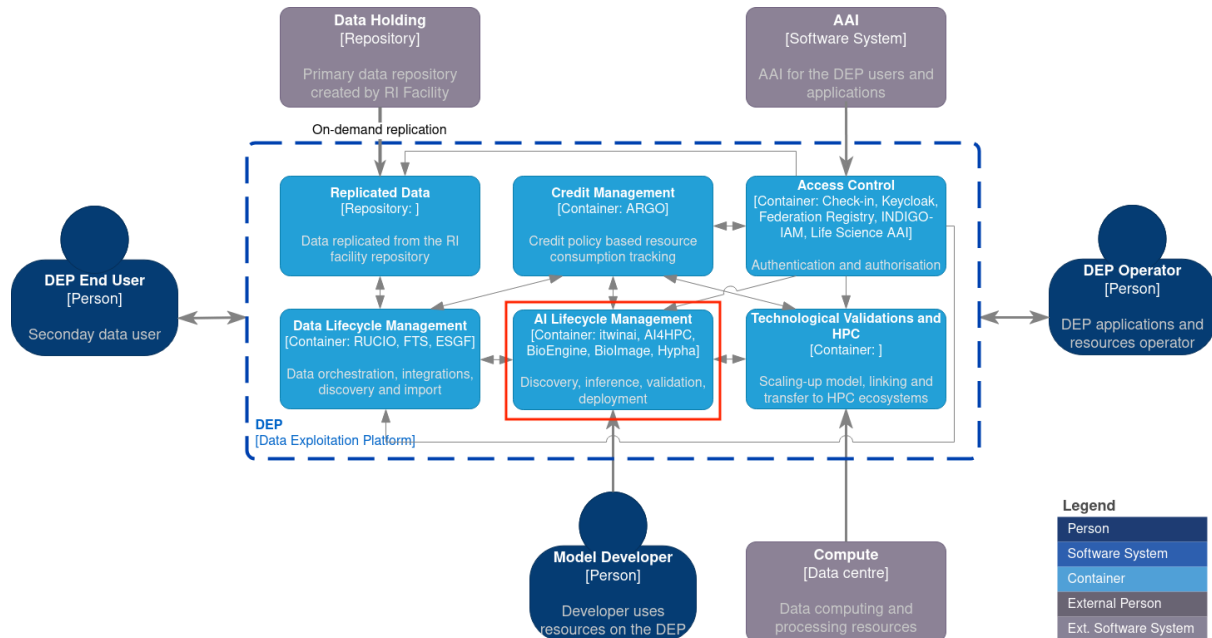 Data Holding
[Repository]
Primary data repository
created by RI Facility
AAI
[Software System]
AAI for the DEP users and
applications
On-demand replication
Replicated Data
[Repository: ]
Data replicated from the RI
facility repository
Credit Management
[Container: ARGO]
Credit policy based resource
consumption tracking
Access Control
[Container: Check-in, Keycloak,
Federation Registry, INDIGO-
IAM, Life Science AAI]
Authentication and authorisation
DEP End User
[Person]
Seconday data user
DEP Operator
[Person]
DEP applications and
resources operator
Data Lifecycle Management
[Container: RUCIO, FTS, ESGF]
Data orchestration, integrations,
discovery and import
AI Lifecycle Management
[Container: itwinai, AI4HPC,
BioEngine, BioImage, Hypha]
Discovery, inference, validation,
deployment
Technological Validations and
HPC
[Container: ]
Scaling-up model, linking and
transfer to HPC ecosystems
DEP
[Data Exploitation Platform]
Model Developer
[Person]
Developer uses
resources on the DEP
Compute
[Data centre]
Data computing and
processing resources
Legend
Person
Software System
Container
External Person
Ext. Software System